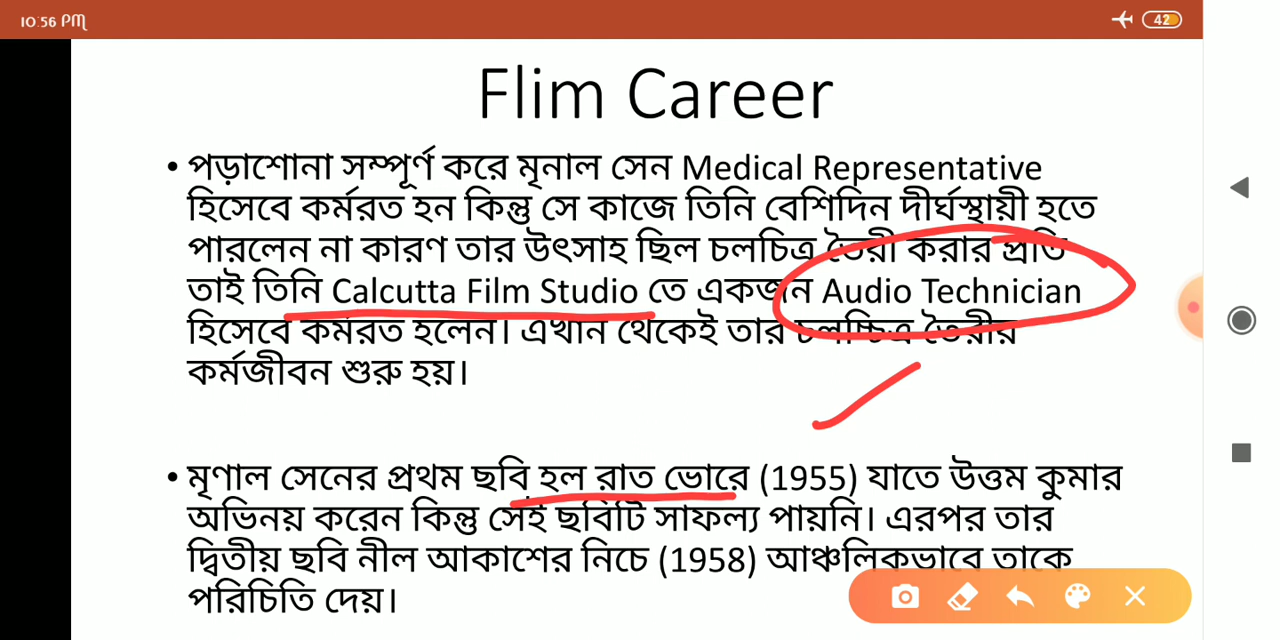 10:56 PM
42
Flim Career
• পড়াশোনা সম্পূর্ণ করে মৃনাল সেন Medical Representative
হিসেবে কর্মরত হন কিন্তু সে কাজে তিনি বেশিদিন দীর্ঘস্থায়ী হতে
পারলেন না কারণ তার উৎসাহ ছিল চলচিত্র তৈরী করার প্রতি
তাই তিনি Calcutta Film Studio তে একজন Audio Technician
হিসেবে কর্মরত হলেন। এখান থেকেই তার চলচ্চিত্র তৈরীর
কর্মজীবন শুরু হয়।
• মৃণাল সেনের প্রথম ছবি হল রাত ভোরে (1955) যাতে উত্তম কুমার
অভিনয় করেন কিন্তু সেই ছবিটি সাফল্য পায়নি। এরপর তার
দ্বিতীয় ছবি নীল আকাশের নিচে (1958) আঞ্চলিকভাবে তাকে
পরিচিতি দেয়।